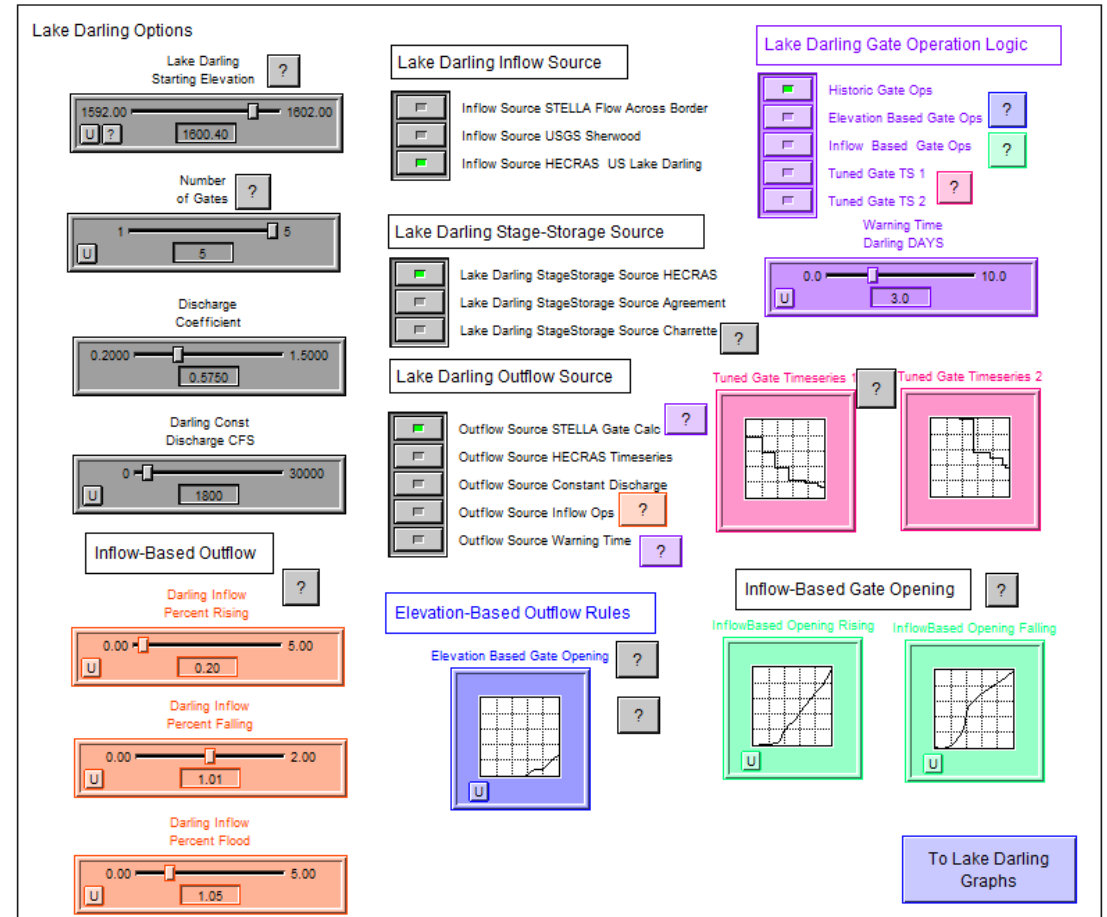 Lake Darling Options
Lake Darling
Starting Elevation
?
1592.00
1602.00
U
?
1600.40
Number
of Gates
?
1
5
U
5
Discharge
Coefficient
0.2000
1.5000
0.5750
Darling Const
Discharge CFS
0
30000
U
1800
Inflow-Based Outflow
?
Darling Inflow
Percent Rising
0.00
5.00
U
0.20
Darling Inflow
Percent Falling
0.00
2.00
U
1.01
Darling Inflow
Percent Flood
0.00
5.00
U
1.05
Lake Darling Inflow Source
Inflow Source STELLA Flow Across Border
Inflow Source USGS Sherwood
Inflow Source HECRAS US Lake Darling
Lake Darling Stage-Storage Source
Lake Darling StageStorage Source HECRAS
Lake Darling StageStorage Source Agreement
Lake Darling StageStorage Source Charrette
?
Lake Darling Outflow Source
Outflow Source STELLA Gate Calc
?
Outflow Source HECRAS Timeseries
Outflow Source Constant Discharge
Outflow Source Inflow Ops
?
Outflow Source Warning Time
?
Elevation-Based Outflow Rules
Elevation Based Gate Opening
?
?
U
Lake Darling Gate Operation Logic
Historic Gate Ops
Elevation Based Gate Ops
?
Inflow Based Gate Ops
?
Tuned Gate TS 1
?
Tuned Gate TS 2
Warning Time
Darling DAYS
0.0
10.0
U
3.0
Tuned Gate Timeseries 1
?
Tuned Gate Timeseries 2
Inflow-Based Gate Opening
?
InflowBased Opening Rising
InflowBased Opening Falling
U
U
To Lake Darling
Graphs